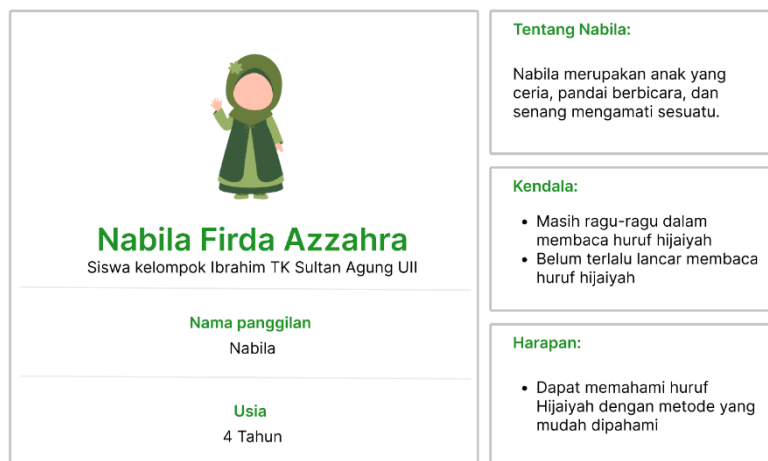 Nabila Firda Azzahra
Siswa kelompok Ibrahim TK Sultan Agung UII
Nama panggilan
Nabila
Usia
4 Tahun
Tentang Nabila:
Nabila merupakan anak yang
ceria, pandai berbicara, dan
senang mengamati sesuatu.
Kendala:
• Masih ragu-ragu dalam
membaca huruf hijaiyah
• Belum terlalu lancar membaca
huruf hijaiyah
Harapan:
• Dapat memahami huruf
Hijaiyah dengan metode yang
mudah dipahami